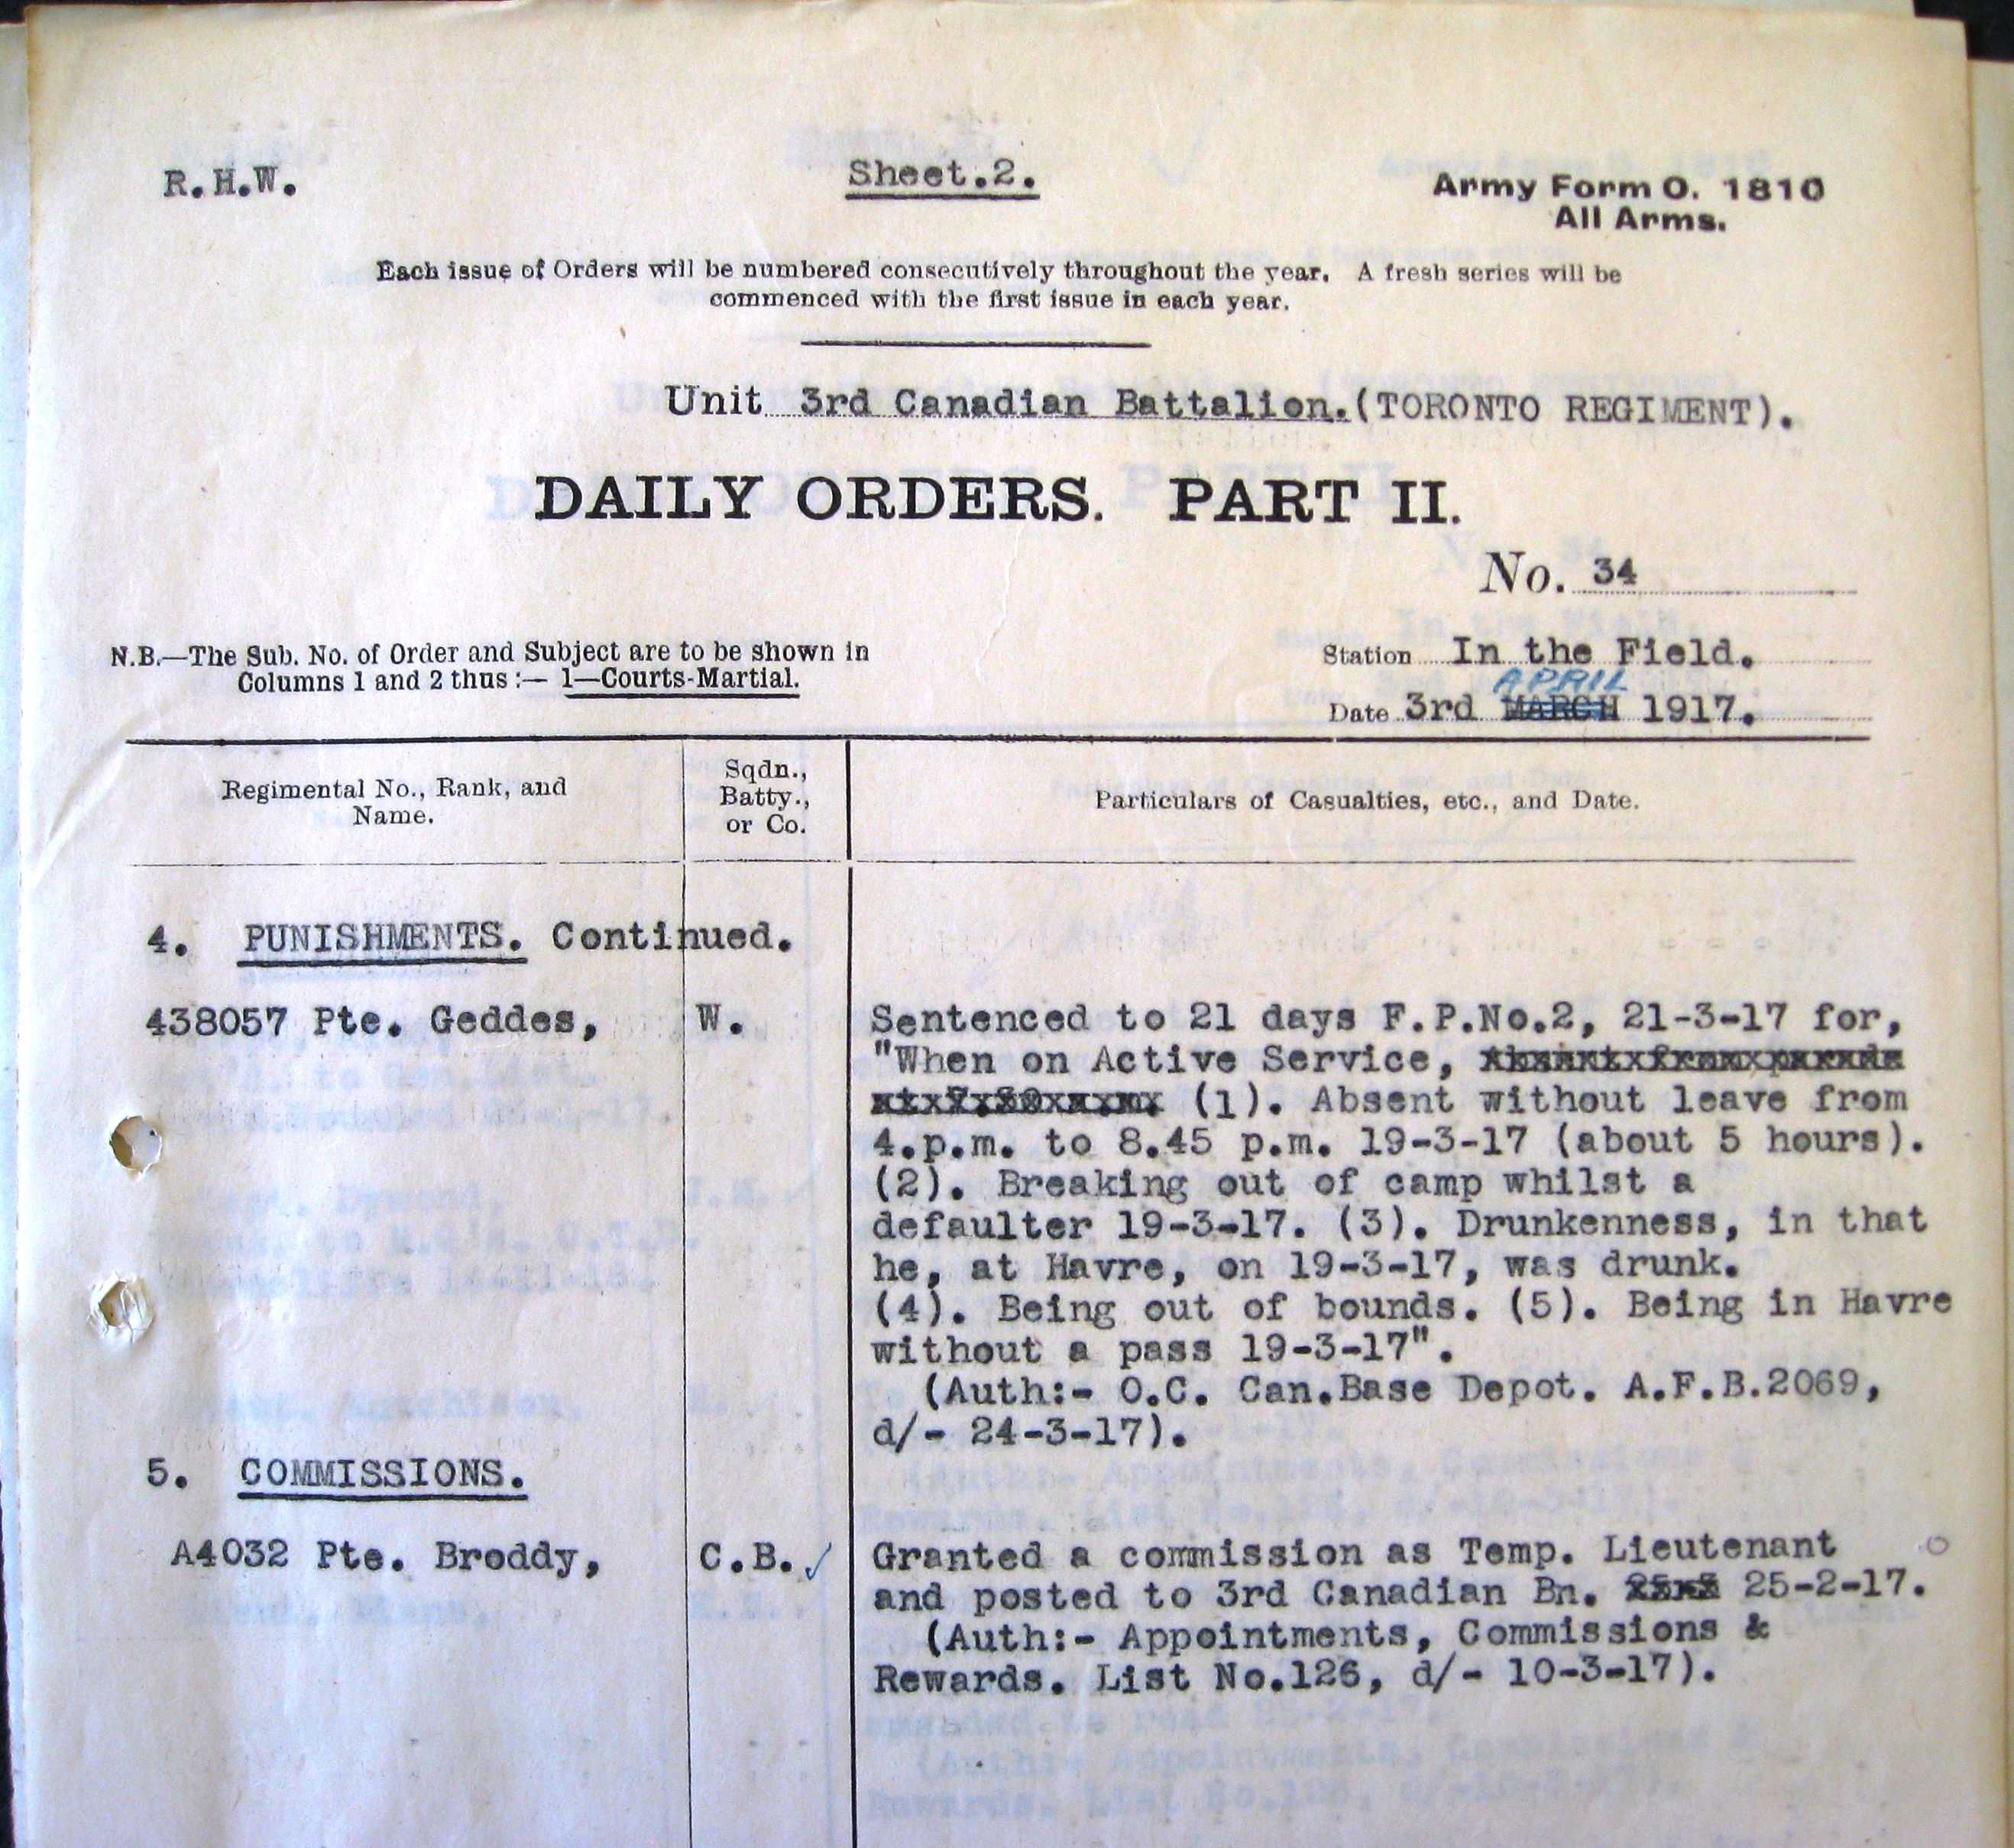 R.H.W.
Sheet.2.
Army Form O. 1810
All Arms.
Each issue of Orders will be numbered consecutively throughout the year. A fresh series will be
commenced with the first issue in each year.
Unit 3rd Canadian Battalion.(TORONTO REGIMENT).
DAILY ORDERS. PART II.
No. 34
N.B.—The Sub. No. of Order and Subject are to be shown in
Columns 1 and 2 thus :— 1—Courts-Martial.
Station In the Field.
APRIL
Date 3rd MARCH 1917.
Regimental No., Rank, and
Name.
Sqdn.,
Batty.,
or Co.
Particulars of Casualties, etc., and Date.
4. PUNISHMENTS. Continued.
438057 Pte. Geddes, W. Sentenced to 21 days F.P.No.2, 21-3-17 for,
"When on Active Service,
(1). Absent without leave from
4.p.m. to 8.45 p.m. 19-3-17 (about 5 hours).
(2). Breaking out of camp whilst a
defaulter 19-3-17. (3). Drunkenness, in that
he, at Havre, on 19-3-17, was drunk.
(4). Being out of bounds. (5). Being in Havre
without a pass 19-3-17".
(Auth:- O.C. Can.Base Depot. A.F.B.2069,
d/- 24-3-17).
5. COMMISSIONS.
A4032 Pte. Broddy, C.B. Granted a commission as Temp. Lieutenant
and posted to 3rd Canadian Bn. 25-2-17.
(Auth:- Appointments, Commissions &
Rewards. List No.126, d/- 10-3-17).